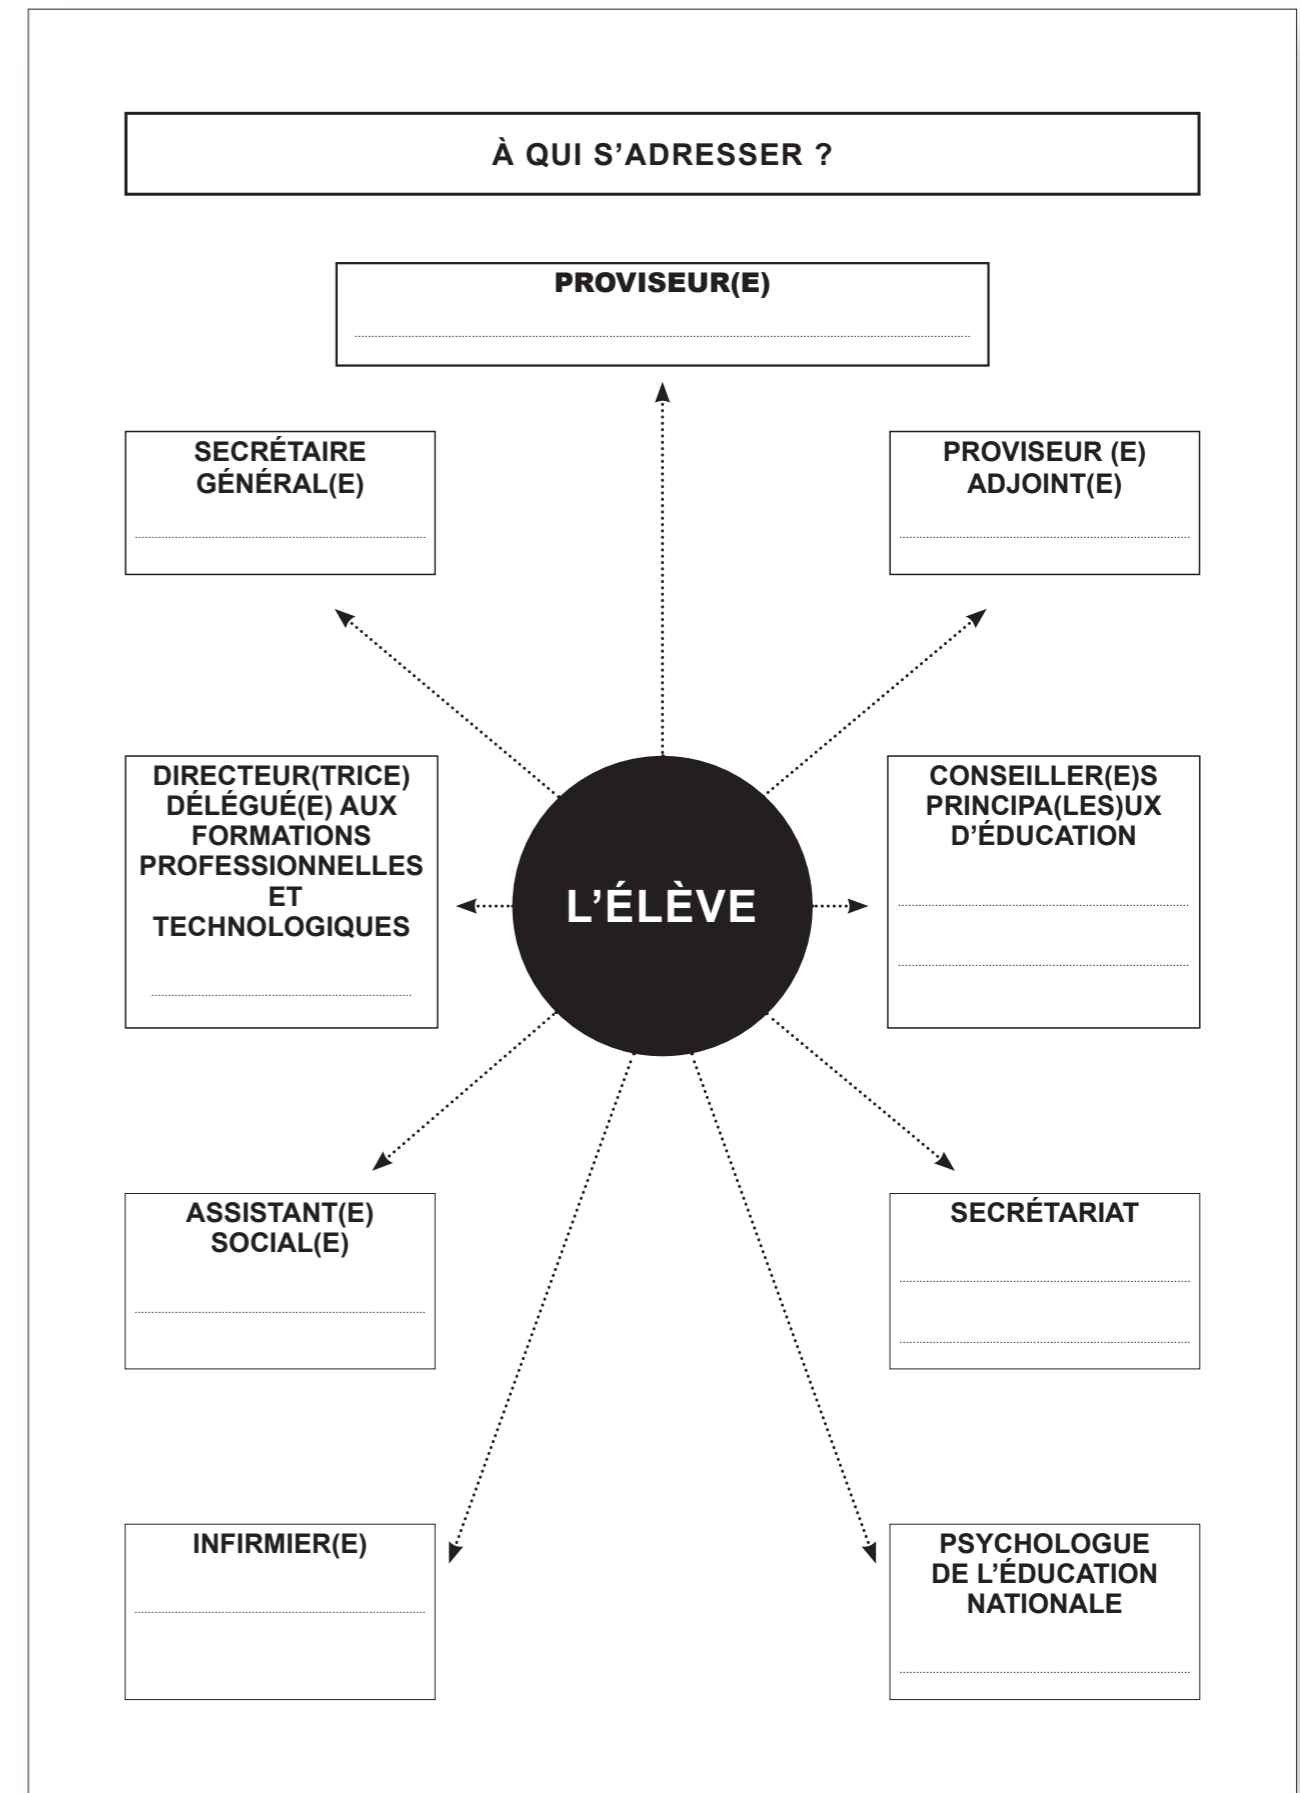 À QUI S’ADRESSER ?
PROVISEUR(E)
SECRÉTAIRE
GÉNÉRAL(E)
PROVISEUR (E)
ADJOINT(E)
DIRECTEUR(TRICE)
DÉLÉGUÉ(E) AUX
FORMATIONS
PROFESSIONNELLES
ET
TECHNOLOGIQUES
L’ÉLÈVE
CONSEILLER(E)S
PRINCIPA(LES)UX
D’ÉDUCATION
ASSISTANT(E)
SOCIAL(E)
SECRÉTARIAT
INFIRMIER(E)
PSYCHOLOGUE
DE L’ÉDUCATION
NATIONALE